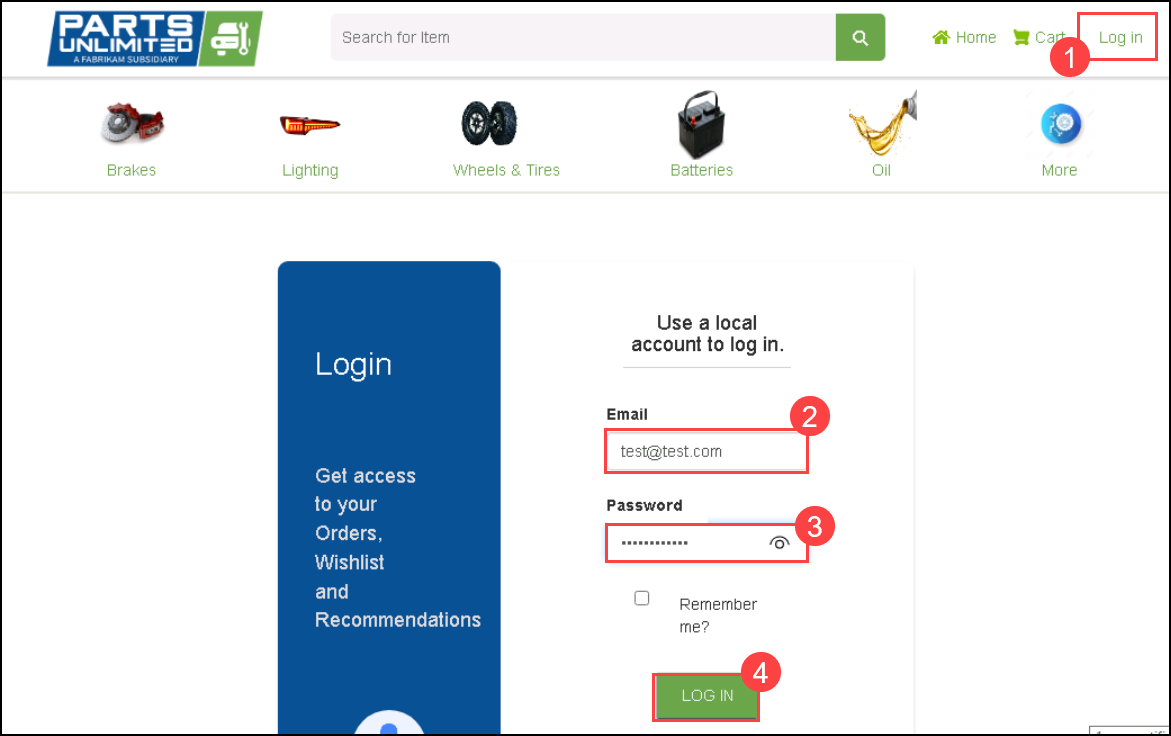 PARTS
UNLIMITED
A FABRIKAM SUBSIDIARY
Search for Item
Home
Cart
Log in
1
Brakes
Lighting
Wheels & Tires
Batteries
Oil
More
Login
Get access
to your
Orders,
Wishlist
and
Recommendations
Use a local
account to log in.
Email
2
test@test.com
Password
3
••••••••••••
Remember
me?
4
LOG IN